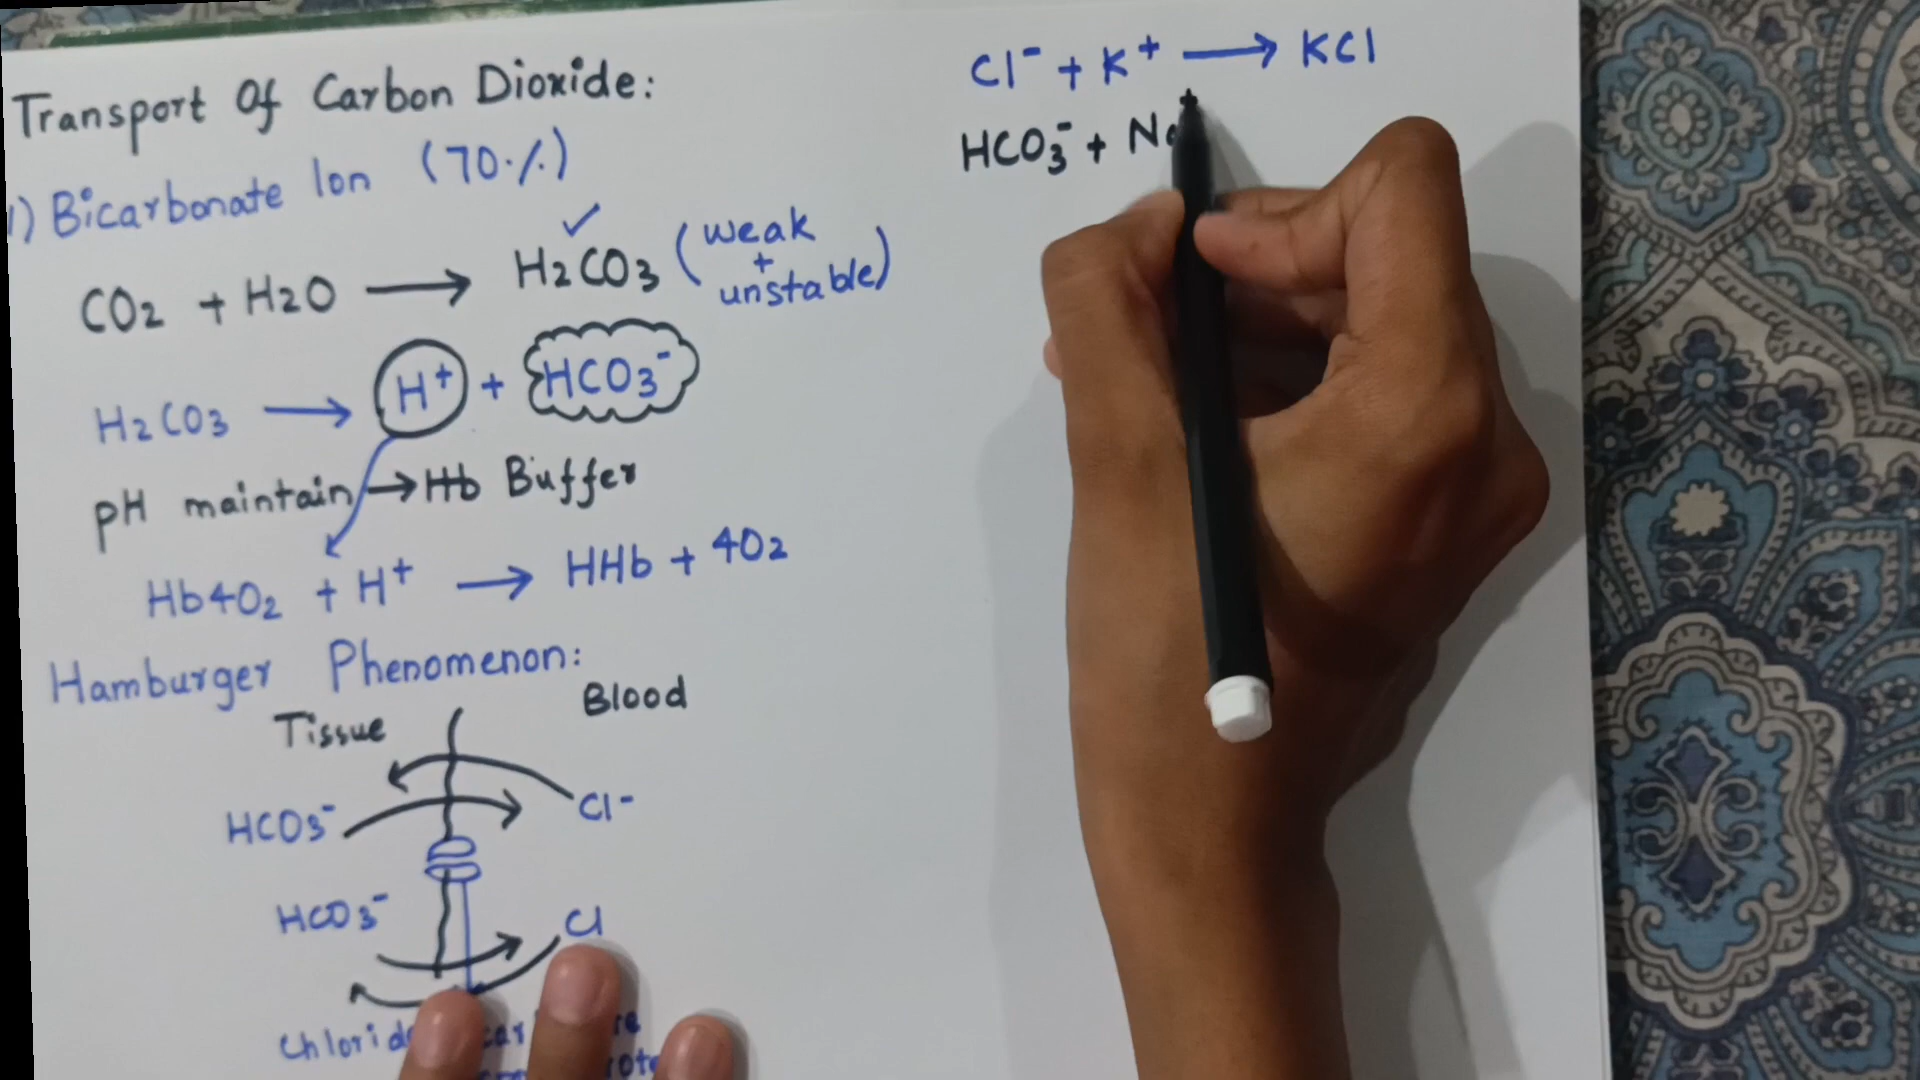 Transport Of Carbon Dioxide:
1) Bicarbonate Ion (70%)
CO2 + H2O → H2CO3 (weak + unstable)
H2CO3 → H+ + HCO3-
pH maintain → Hb Buffer
Hb4O2 + H+ → HHb + 4O2
Hamburger Phenomenon:
Tissue Blood
HCO3- Cl-
HCO3- Cl
Cl- + K+ → KCl
HCO3- + Na+